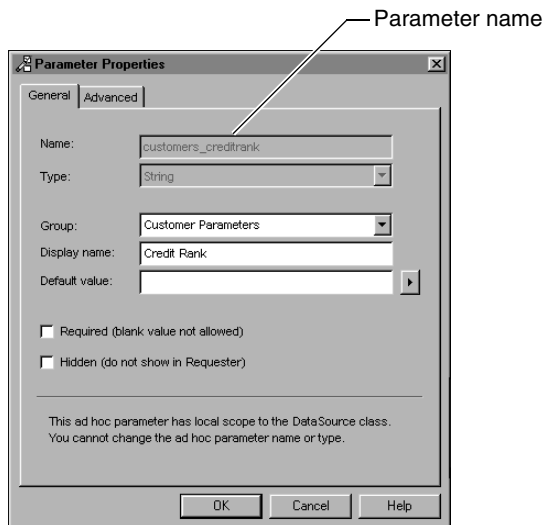 Parameter name
Parameter Properties
General Advanced
Name: customers_creditrank
Type: String
Group: Customer Parameters
Display name: Credit Rank
Default value:
Required (blank value not allowed)
Hidden (do not show in Requester)
This ad hoc parameter has local scope to the DataSource class.
You cannot change the ad hoc parameter name or type.
OK Cancel Help